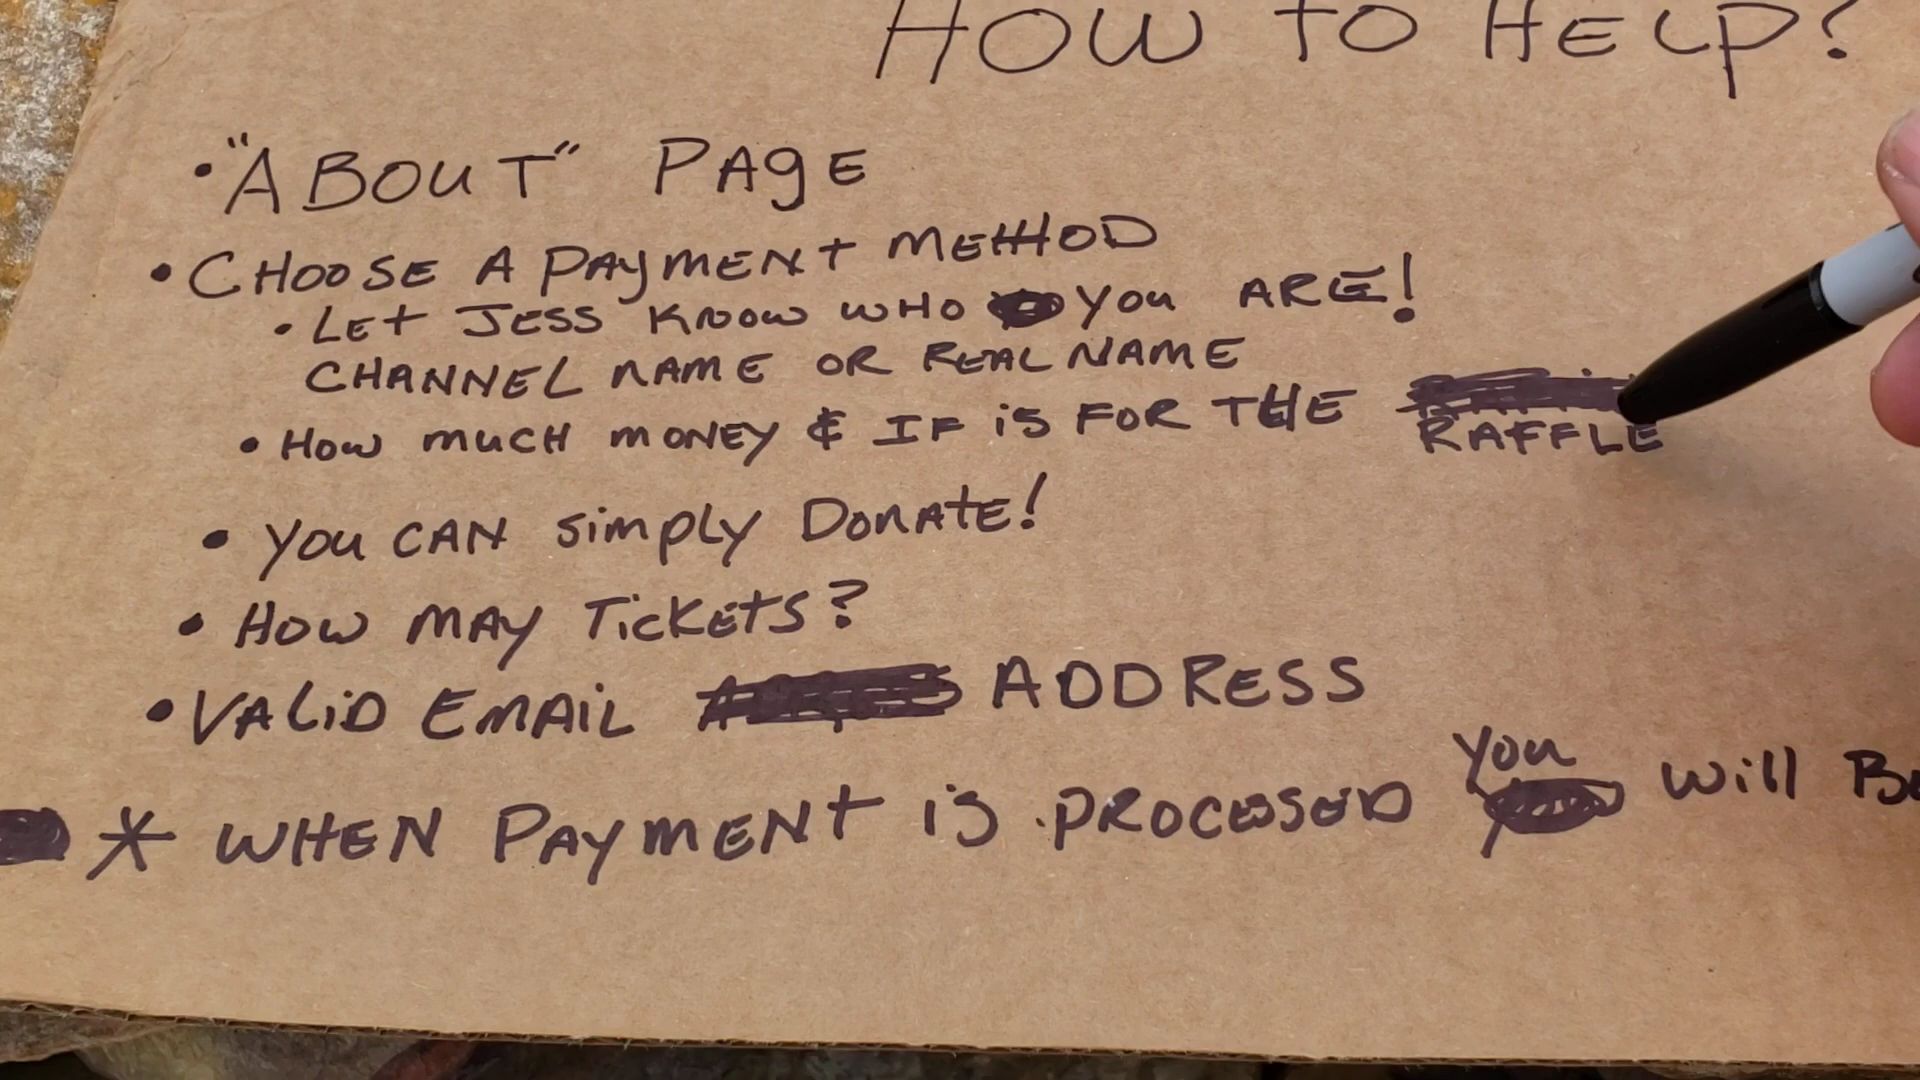 HOW TO HELP?
• "ABOUT" PAgE
• CHOOSE A PAyMENt METHOD
• LEt JESS KNOW WHO you ARE!
CHANNEL NAME OR REAL NAME
• How mucH mONEy & IF iS FOR THE RAFFLE
• you CAN Simply DonAtE!
• How MAy TicKEtS?
• VALiD EMAiL ADDRESS
* WHEN PAyMENt iS PROCESSED you will